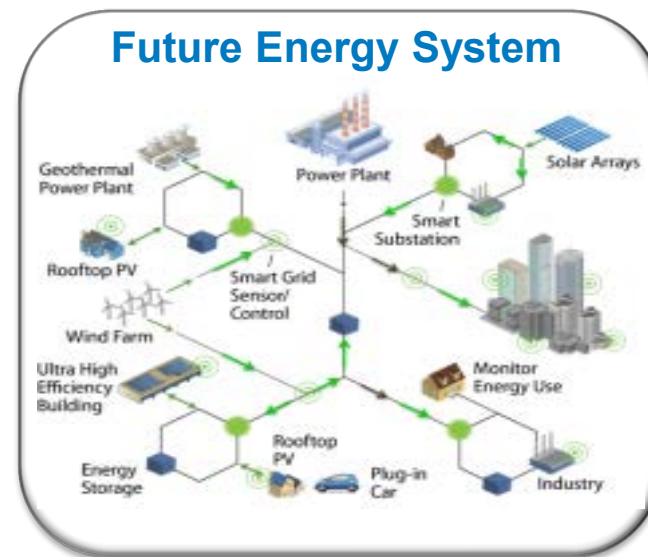 Future Energy System
Geothermal
Power Plant
Power Plant
Solar Arrays
Smart
Substation
Rooftop PV
Smart Grid
Sensor/
Control
Wind Farm
Ultra High
Efficiency
Building
Monitor
Energy Use
Rooftop
PV
Energy
Storage
Plug-in
Car
Industry